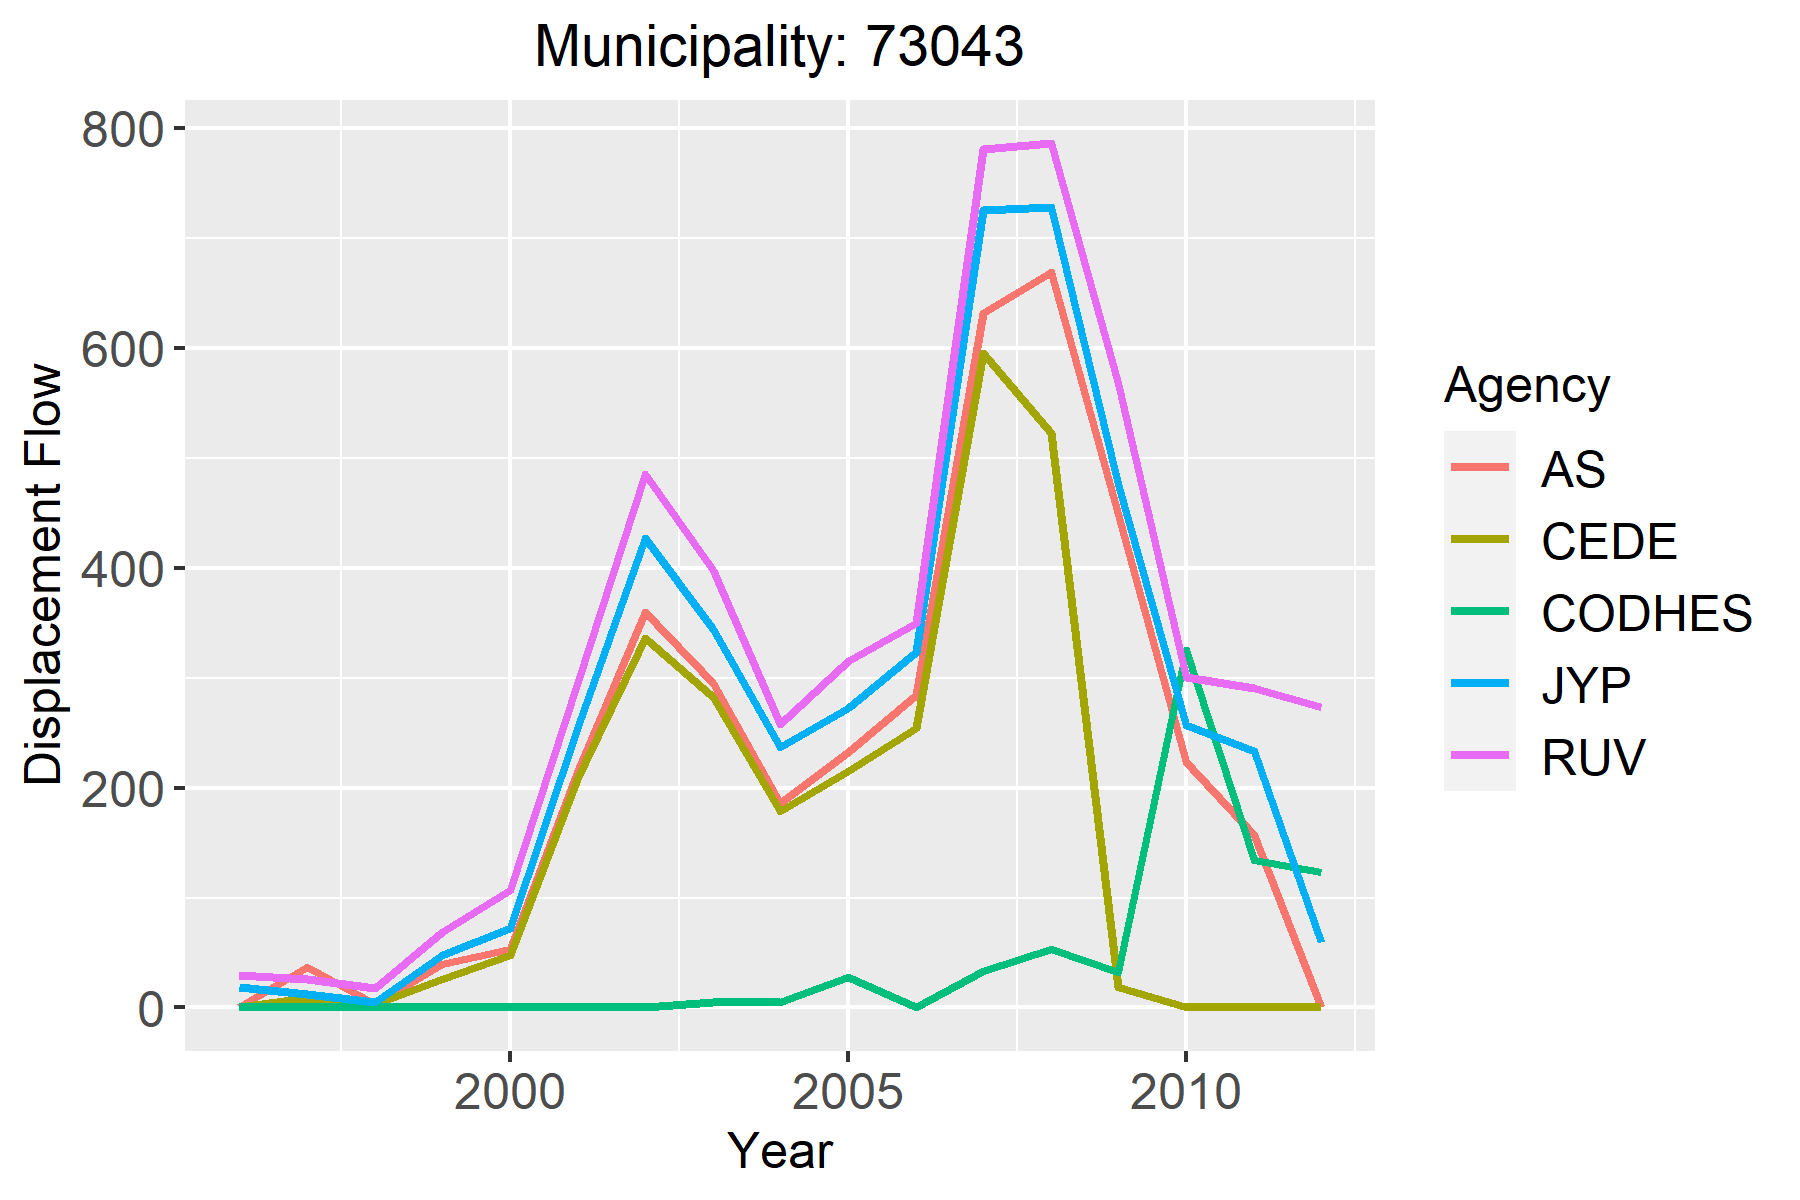 Municipality: 73043
800
600
400
200
0
Displacement Flow
2000 2005 2010
Year
Agency
AS
CEDE
CODHES
JYP
RUV